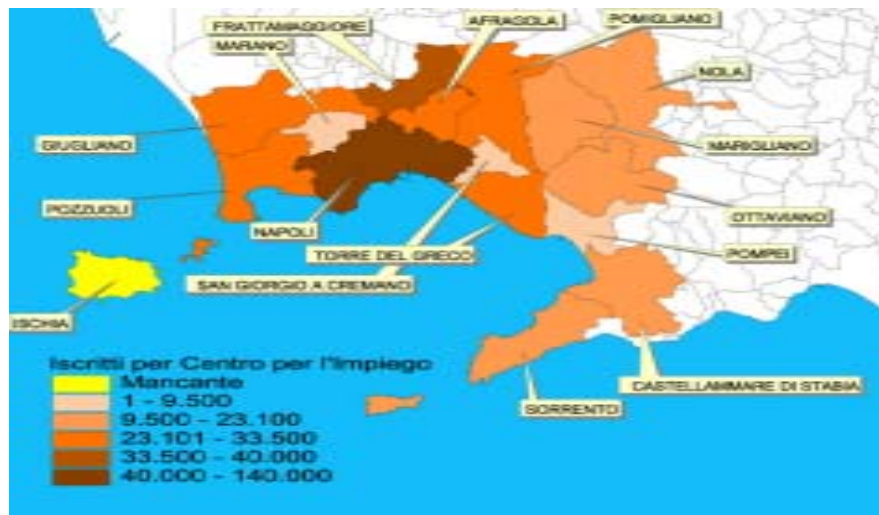 FRATTAMAGGIORE
AFRAGOLA
POMIGLIANO
MARANO
NOLA
GIUGLIANO
MARIGLIANO
POZZUOLI
OTTAVIANO
NAPOLI
TORRE DEL GRECO
POMPEI
SAN GIORGIO A CREMANO
ISCHIA
Iscritti per Centro per l'Impiego
Mancante
1 - 9.500
9.500 - 23.100
23.101 - 33.500
33.500 - 40.000
40.000 - 140.000
CASTELLAMMARE DI STABIA
SORRENTO